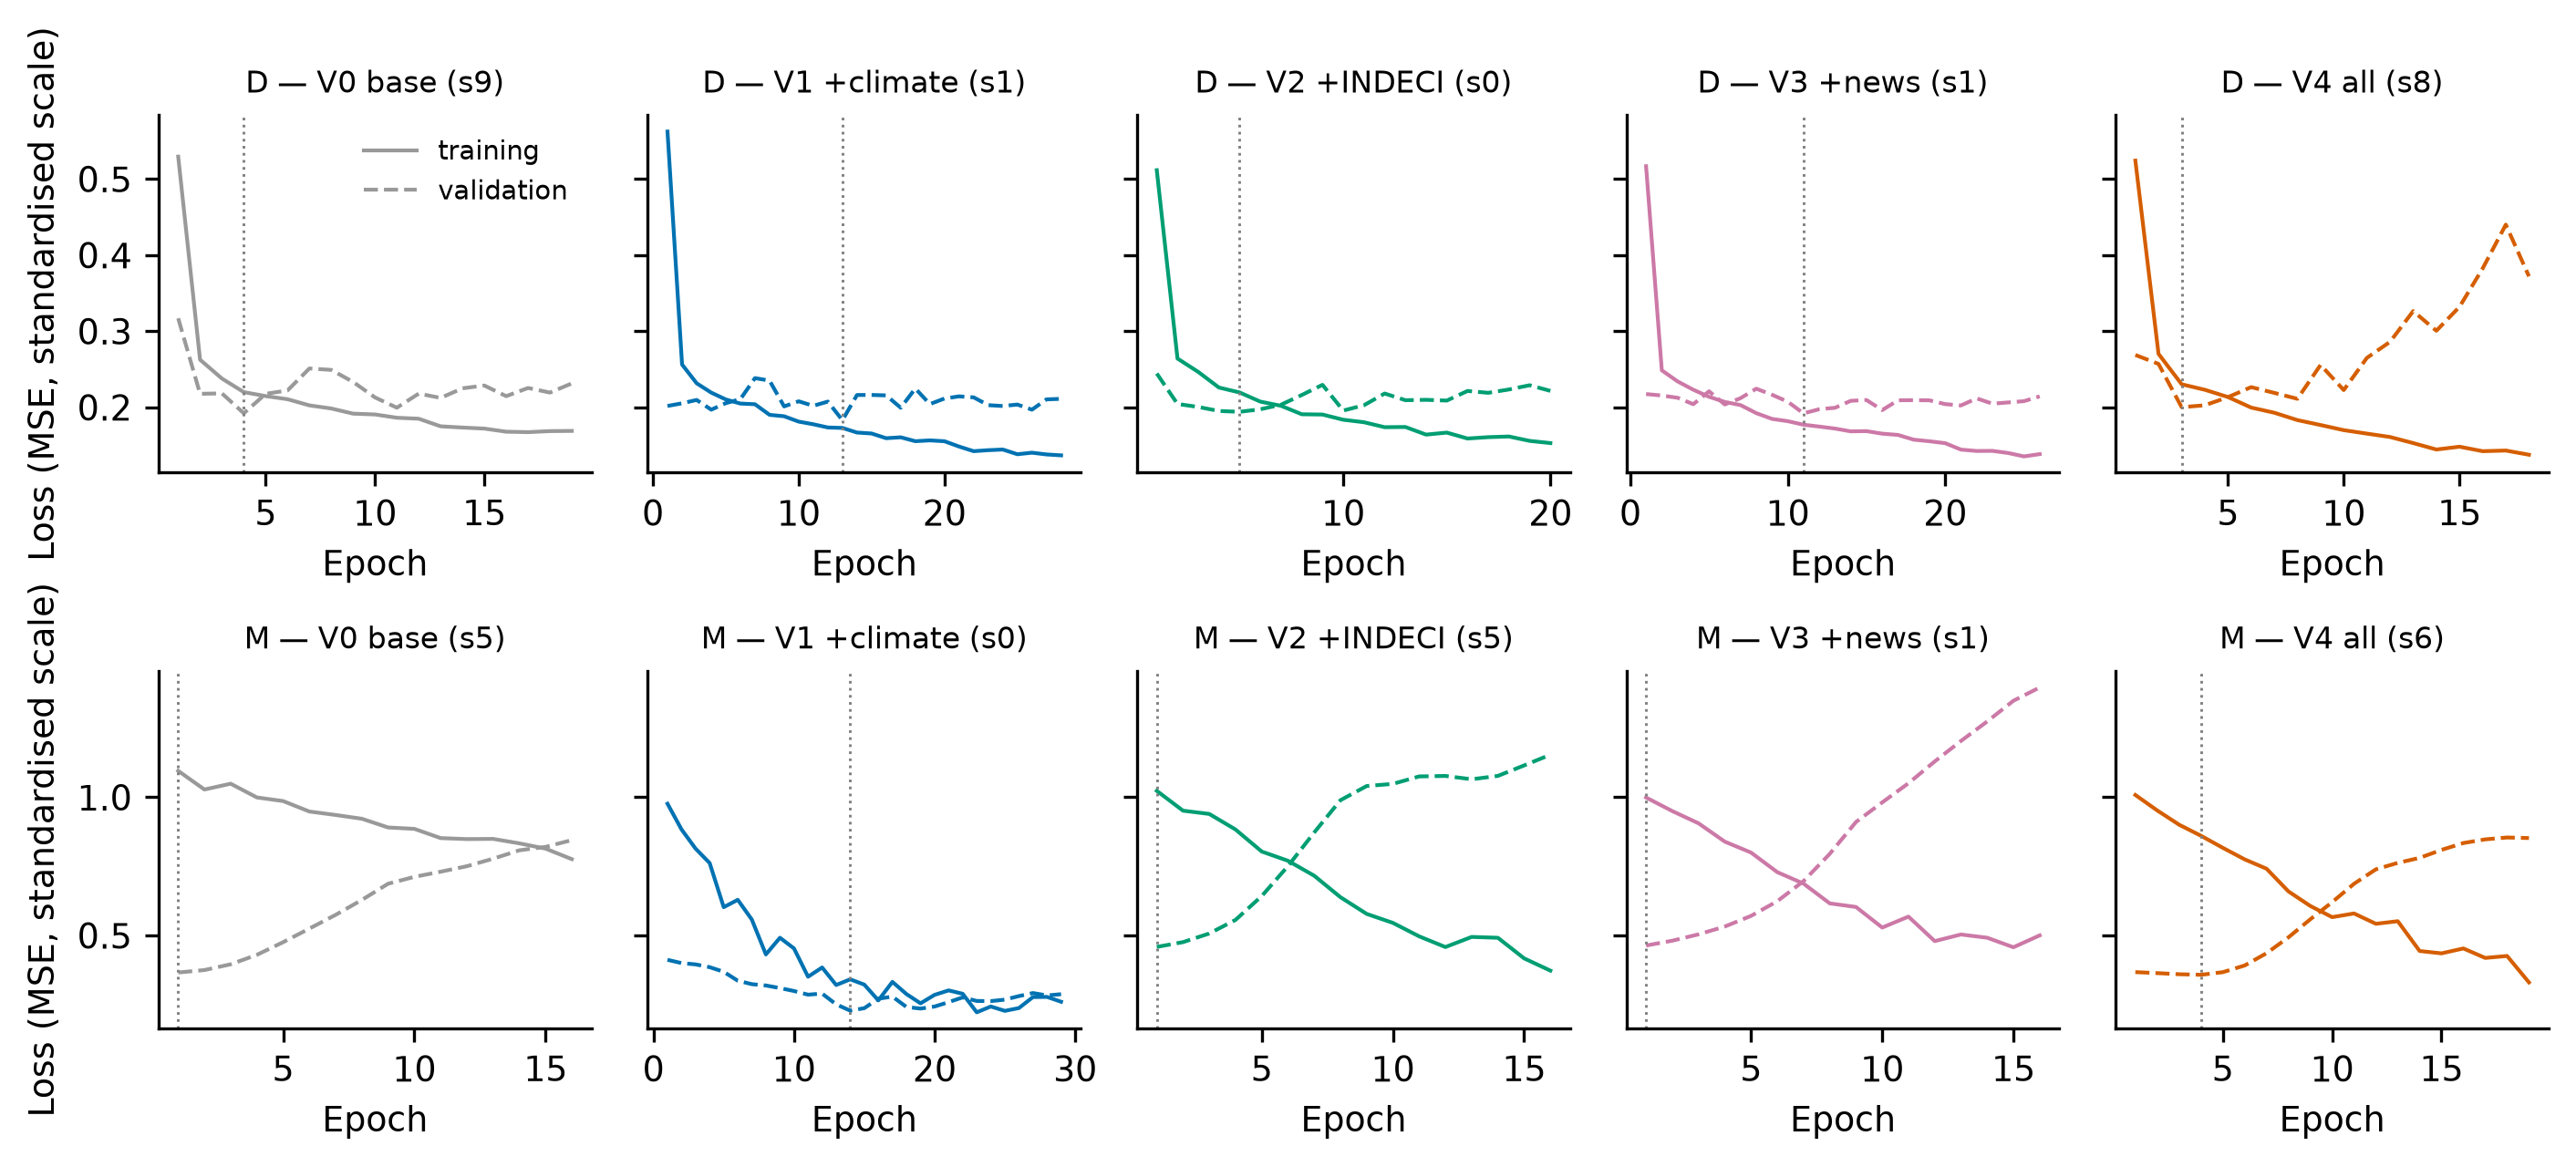 D — V0 base (s9)
D — V1 +climate (s1)
D — V2 +INDECI (s0)
D — V3 +news (s1)
D — V4 all (s8)
Loss (MSE, standardised scale)
training
validation
0.5
0.4
0.3
0.2
5 10 15
0 10 20
10 20
0 10 20
5 10 15
Epoch
Epoch
Epoch
Epoch
Epoch
M — V0 base (s5)
M — V1 +climate (s0)
M — V2 +INDECI (s5)
M — V3 +news (s1)
M — V4 all (s6)
Loss (MSE, standardised scale)
1.0
0.5
5 10 15
0 10 20 30
5 10 15
5 10 15
5 10 15
Epoch
Epoch
Epoch
Epoch
Epoch